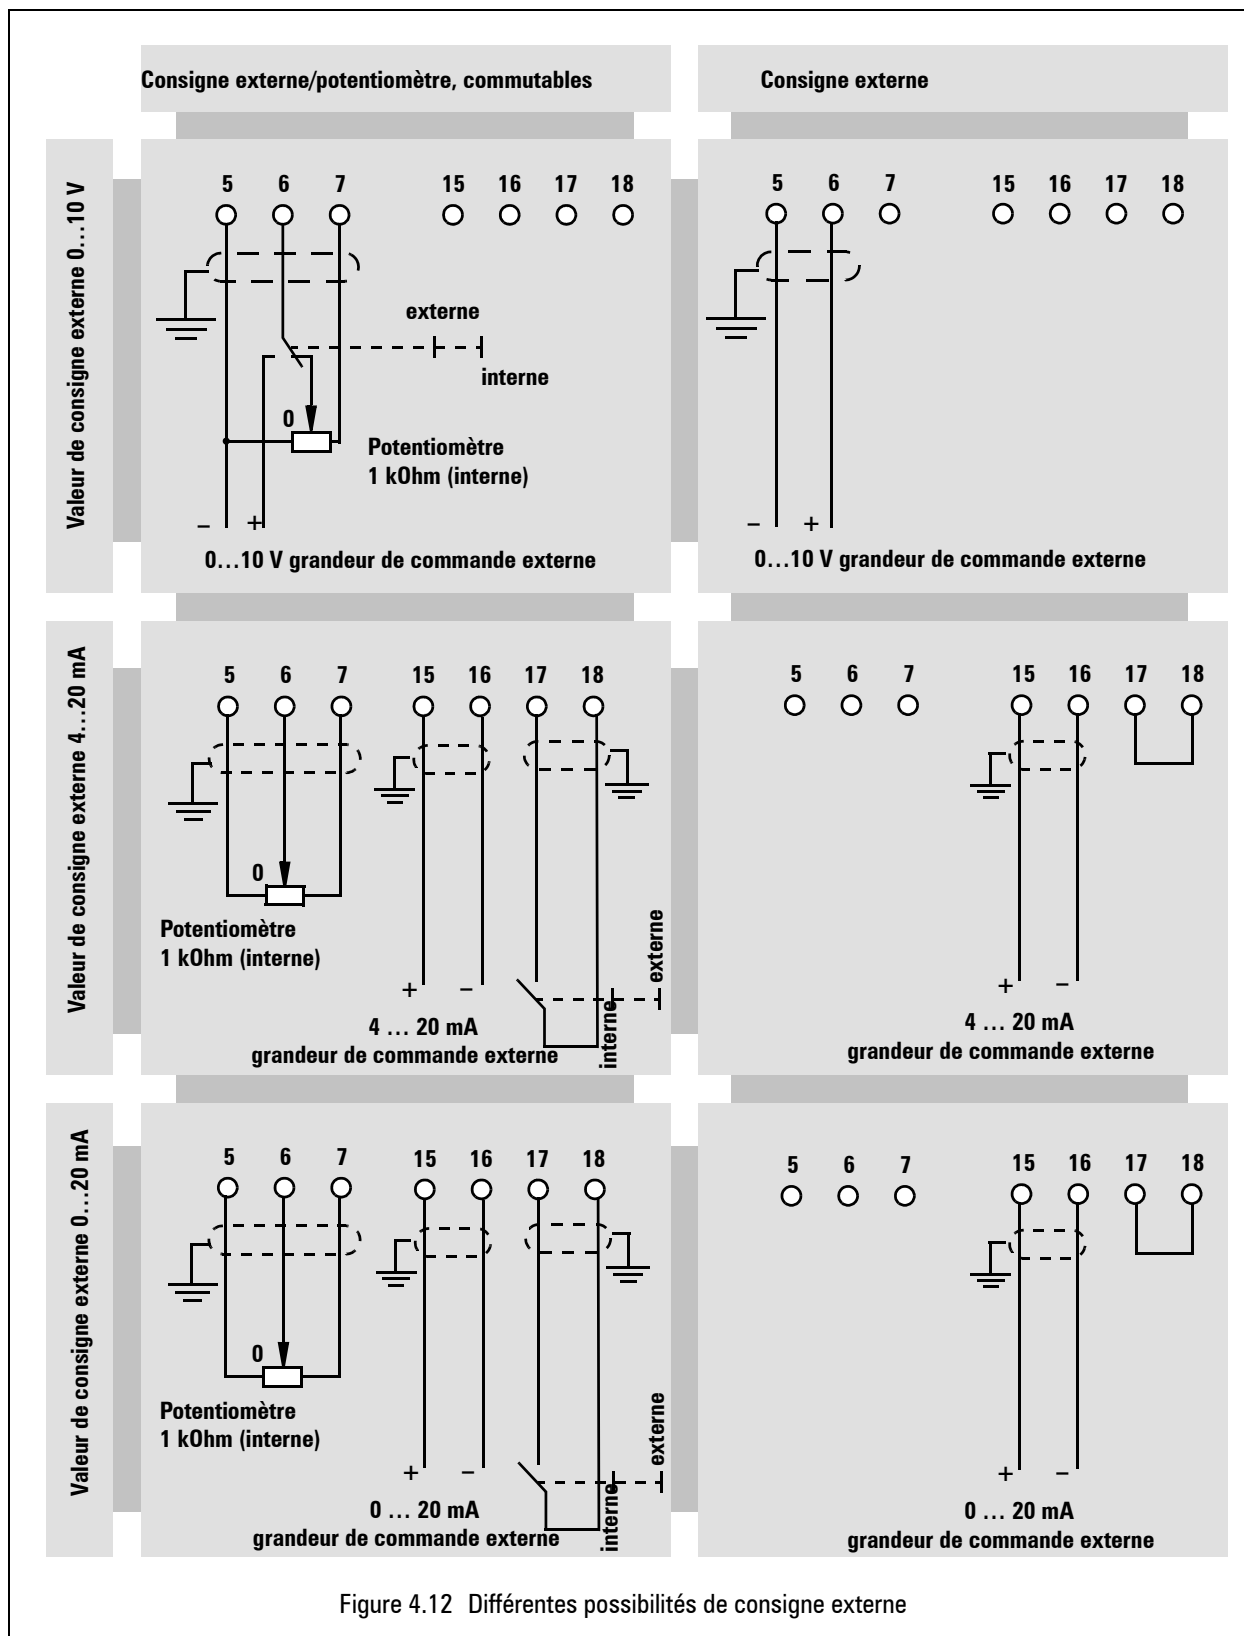 Consigne externe/potentiomètre, commutables
Consigne externe
Valeur de consigne externe 0…10 V
5 6 7 15 16 17 18
externe
interne
0
Potentiomètre
1 kOhm (interne)
– +
0…10 V grandeur de commande externe
5 6 7 15 16 17 18
– +
0…10 V grandeur de commande externe
Valeur de consigne externe 4…20 mA
5 6 7 15 16 17 18
0
Potentiomètre
1 kOhm (interne)
externe
interne
+ –
4 … 20 mA
grandeur de commande externe
5 6 7 15 16 17 18
+ –
4 … 20 mA
grandeur de commande externe
Valeur de consigne externe 0…20 mA
5 6 7 15 16 17 18
0
Potentiomètre
1 kOhm (interne)
externe
interne
+ –
0 … 20 mA
grandeur de commande externe
5 6 7 15 16 17 18
+ –
0 … 20 mA
grandeur de commande externe
Figure 4.12 Différentes possibilités de consigne externe